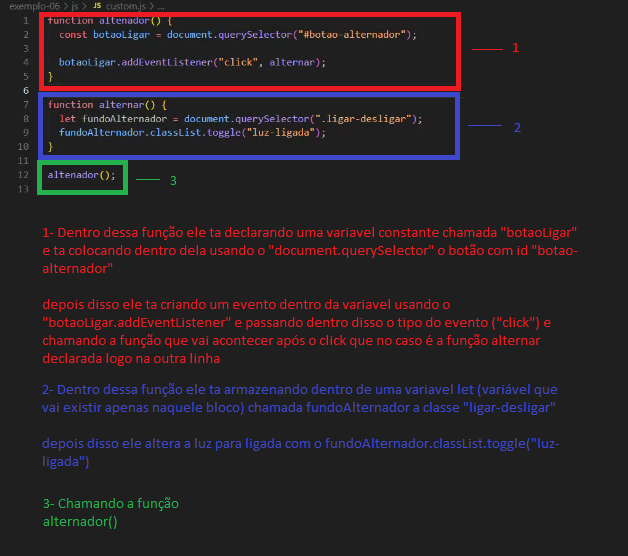 exemplo-06 > js > JS custom.js > ...
1 function altenador() {
2 const botaoLigar = document.querySelector("#botao-alternador");
3
4 botaoLigar.addEventListener("click", alternar);
5 }
6
7 function alternar() {
8 let fundoAlternador = document.querySelector(".ligar-desligar");
9 fundoAlternador.classList.toggle("luz-ligada");
10 }
11
12 altenador();
13
1
2
3
1- Dentro dessa função ele ta declarando uma variavel constante chamada "botaoLigar"
e ta colocando dentro dela usando o "document.querySelector" o botão com id "botao-
alternador"
depois disso ele ta criando um evento dentro da variavel usando o
"botaoLigar.addEventListener" e passando dentro disso o tipo do evento ("click") e
chamando a função que vai acontecer após o click que no caso é a função alternar
declarada logo na outra linha
2- Dentro dessa função ele ta armazenando dentro de uma variavel let (variável que
vai existir apenas naquele bloco) chamada fundoAlternador a classe "ligar-desligar"
depois disso ele altera a luz para ligada com o fundoAlternador.classList.toggle("luz-
ligada")
3- Chamando a função
alternador()